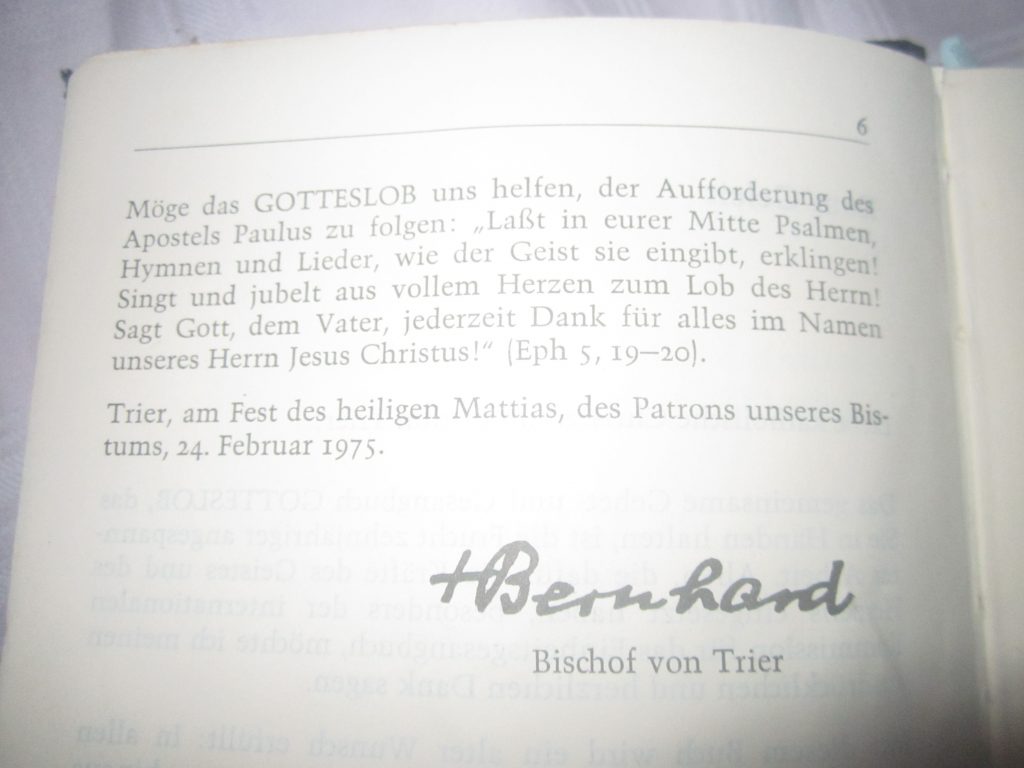 6
Möge das GOTTESLOB uns helfen, der Aufforderung des
Apostels Paulus zu folgen: „Laßt in eurer Mitte Psalmen,
Hymnen und Lieder, wie der Geist sie eingibt, erklingen!
Singt und jubelt aus vollem Herzen zum Lob des Herrn!
Sagt Gott, dem Vater, jederzeit Dank für alles im Namen
unseres Herrn Jesus Christus!“ (Eph 5, 19–20).
Trier, am Fest des heiligen Mattias, des Patrons unseres Bis-
tums, 24. Februar 1975.
+Bernhard
Bischof von Trier